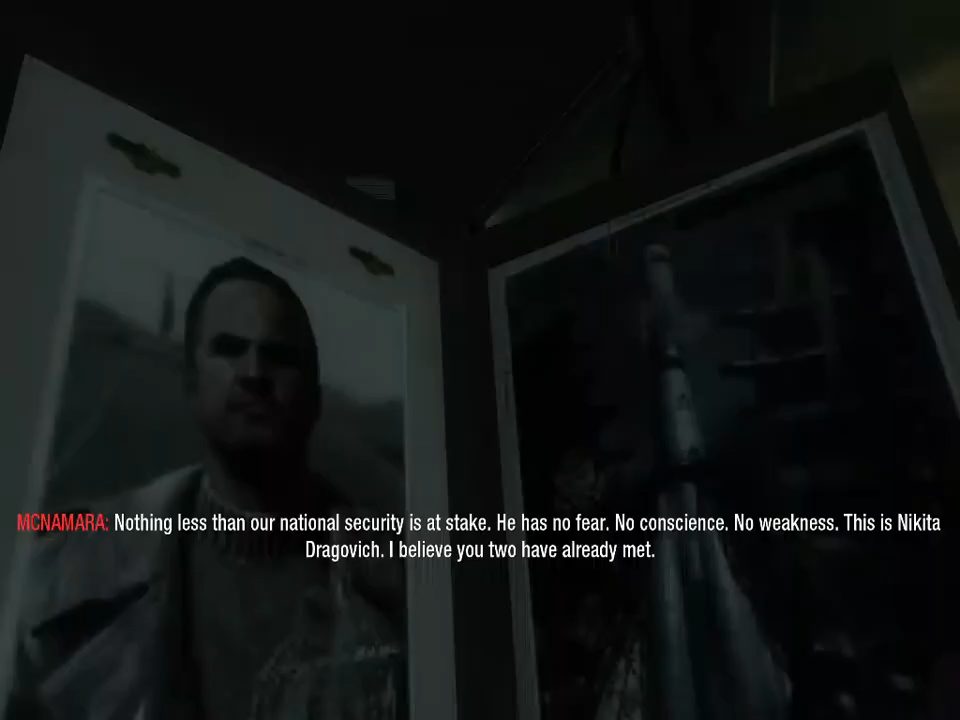 MCNAMARA: Nothing less than our national security is at stake. He has no fear. No conscience. No weakness. This is Nikita
Dragovich. I believe you two have already met.